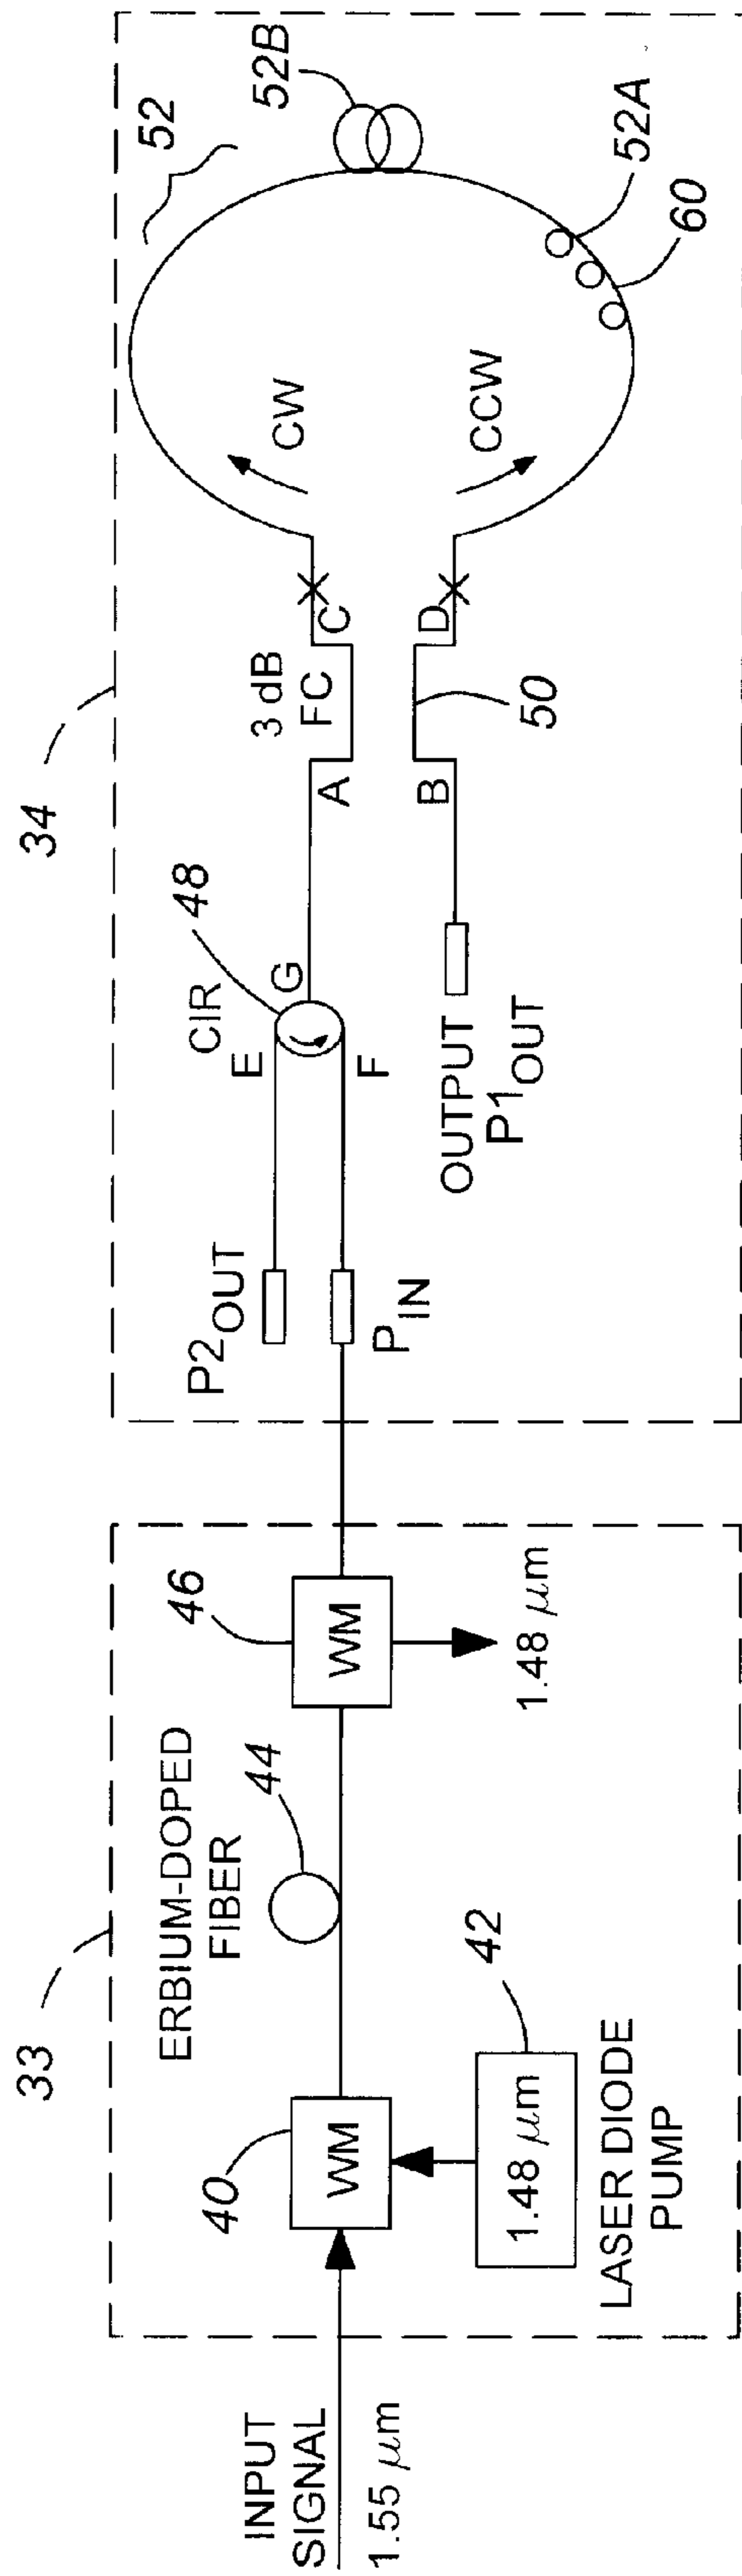 33
34
INPUT
SIGNAL
1.55 μm
40
WM
1.48 μm
42
LASER DIODE
PUMP
ERBIUM-DOPED
FIBER
44
46
WM
1.48 μm
P2OUT
PIN
CIR
48
E
F
G
OUTPUT
P1OUT
A
B
3 dB
FC
C
D
50
CW
CCW
52
52B
52A
60